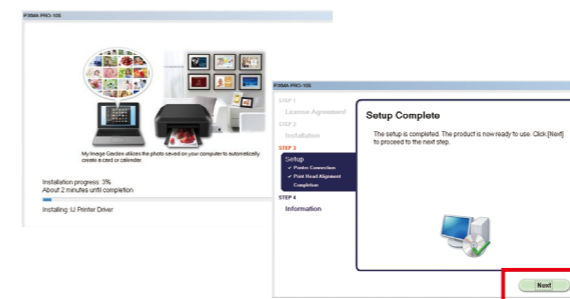 PIXMA PRO-10S
My Image Garden utilizes the photo saved on your computer to automatically
create a card or calendar.
Installation progress: 3%
About 2 minutes until completion
Installing: IJ Printer Driver
PIXMA PRO-10S
STEP 1
License Agreement
STEP 2
Installation
STEP 3
Setup
Printer Connection
Print Head Alignment
Completion
STEP 4
Information
Setup Complete
The setup is completed. The product is now ready to use. Click [Next]
to proceed to the next step.
Next